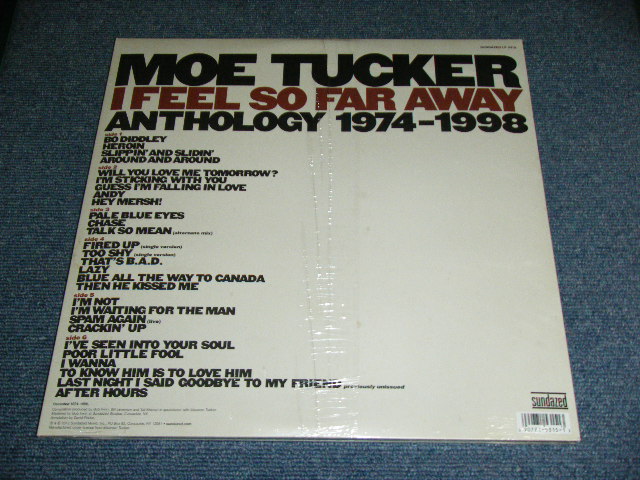 MOE TUCKER
I FEEL SO FAR AWAY
ANTHOLOGY 1974-1998
side 1
BO DIDDLEY
HEROIN
SLIPPIN' AND SLIDIN'
AROUND AND AROUND
side 2
WILL YOU LOVE ME TOMORROW?
I'M STICKING WITH YOU
GUESS I'M FALLING IN LOVE
ANDY
HEY MERSH!
side 3
PALE BLUE EYES
CHASE
TALK SO MEAN (alternate mix)
side 4
FIRED UP (single version)
TOO SHY (single version)
THAT'S B.A.D.
LAZY
BLUE ALL THE WAY TO CANADA
THEN HE KISSED ME
side 5
I'M NOT
I'M WAITING FOR THE MAN
SPAM AGAIN (live)
CRACKIN' UP
side 6
I'VE SEEN INTO YOUR SOUL
POOR LITTLE FOOL
I WANNA
TO KNOW HIM IS TO LOVE HIM
LAST NIGHT I SAID GOODBYE TO MY FRIEND previously unissued
AFTER HOURS
sundazed